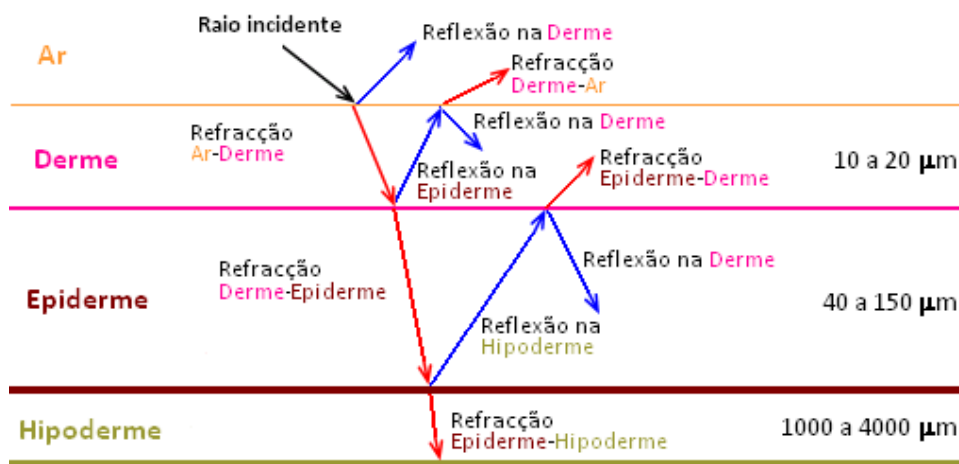 Raio incidente
Reflexão na Derme
Ar
Refracção
Derme-Ar
Refracção
Ar-Derme
Reflexão na Derme
Derme
Reflexão na
Epiderme
Refracção
Epiderme-Derme
10 a 20 μm
Refracção
Derme-Epiderme
Reflexão na Derme
Epiderme
40 a 150 μm
Reflexão na
Hipoderme
Hipoderme
Refracção
Epiderme-Hipoderme
1000 a 4000 μm